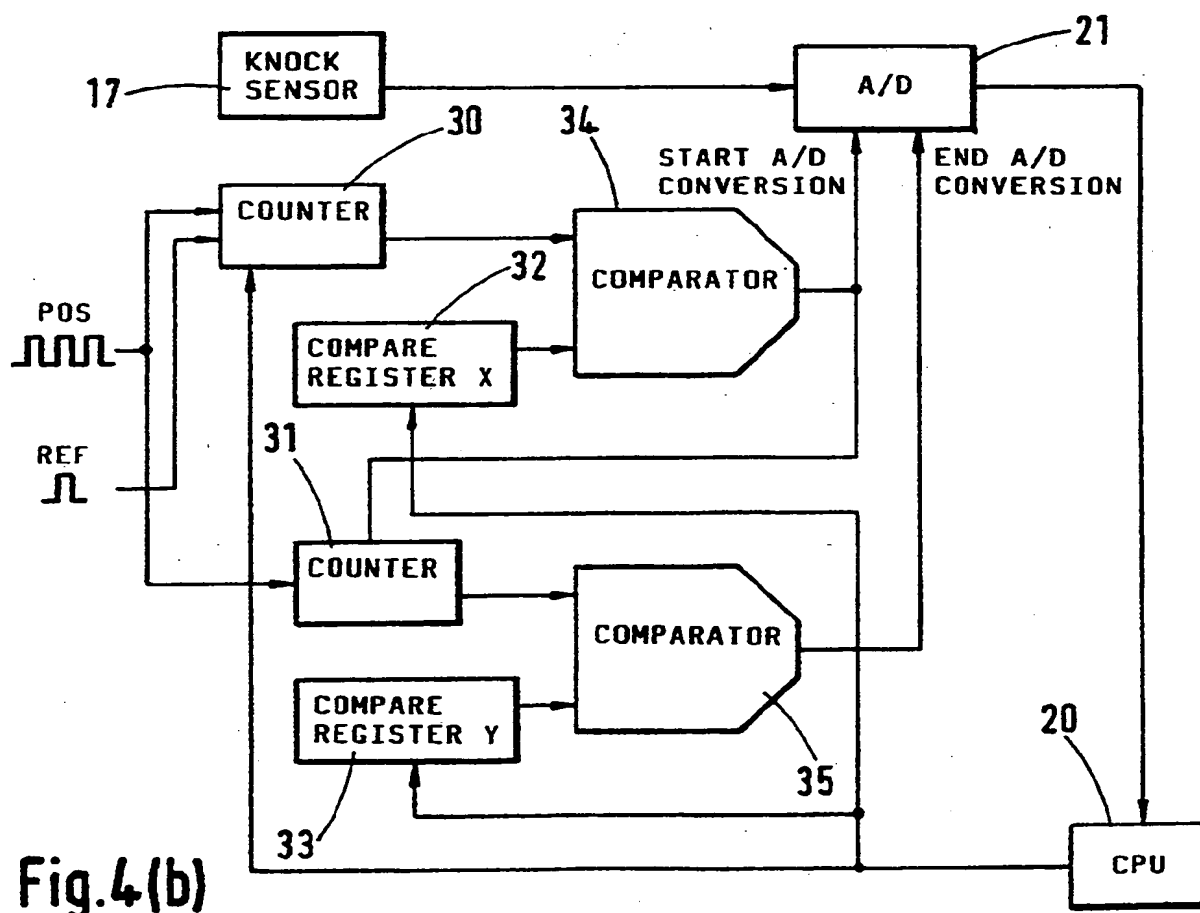 21
KNOCK
SENSOR
17
A/D
30
34
START A/D
CONVERSION
END A/D
CONVERSION
COUNTER
32
COMPARATOR
POS
COMPARE
REGISTER X
31
REF
COUNTER
COMPARATOR
COMPARE
REGISTER Y
20
35
33
CPU
Fig.4(b)